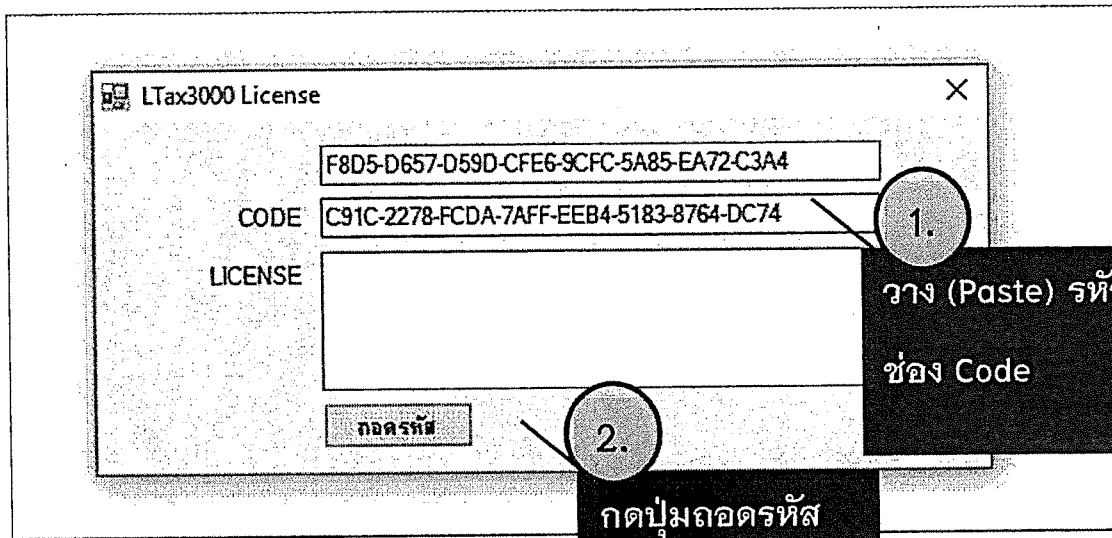 LTax3000 License
F8D5-D657-D59D-CFE6-9CFC-5A85-EA72-C3A4
CODE C91C-2278-FCDA-7AFF-EEB4-5183-8764-DC74
LICENSE
1.
วาง (Paste)
ช่อง Code
ถอดรหัส
2.
กดปุ่มถอดรหัส